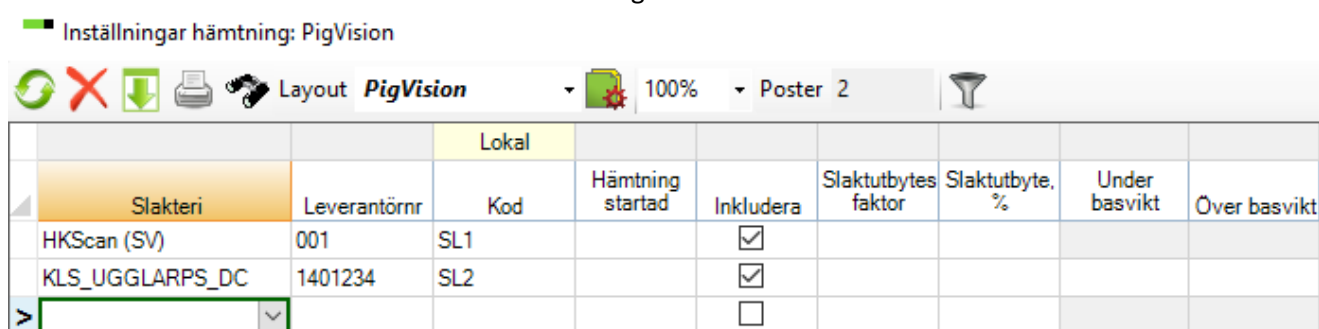 Inställningar hämtning: PigVision
Layout PigVision 100% Poster 2
Lokal
Slakteri Leverantörnr Kod Hämtning startad Inkludera Slaktutbytes faktor Slaktutbyte, % Under basvikt Över basvikt
HKScan (SV) 001 SL1
KLS_UGGLARPS_DC 1401234 SL2